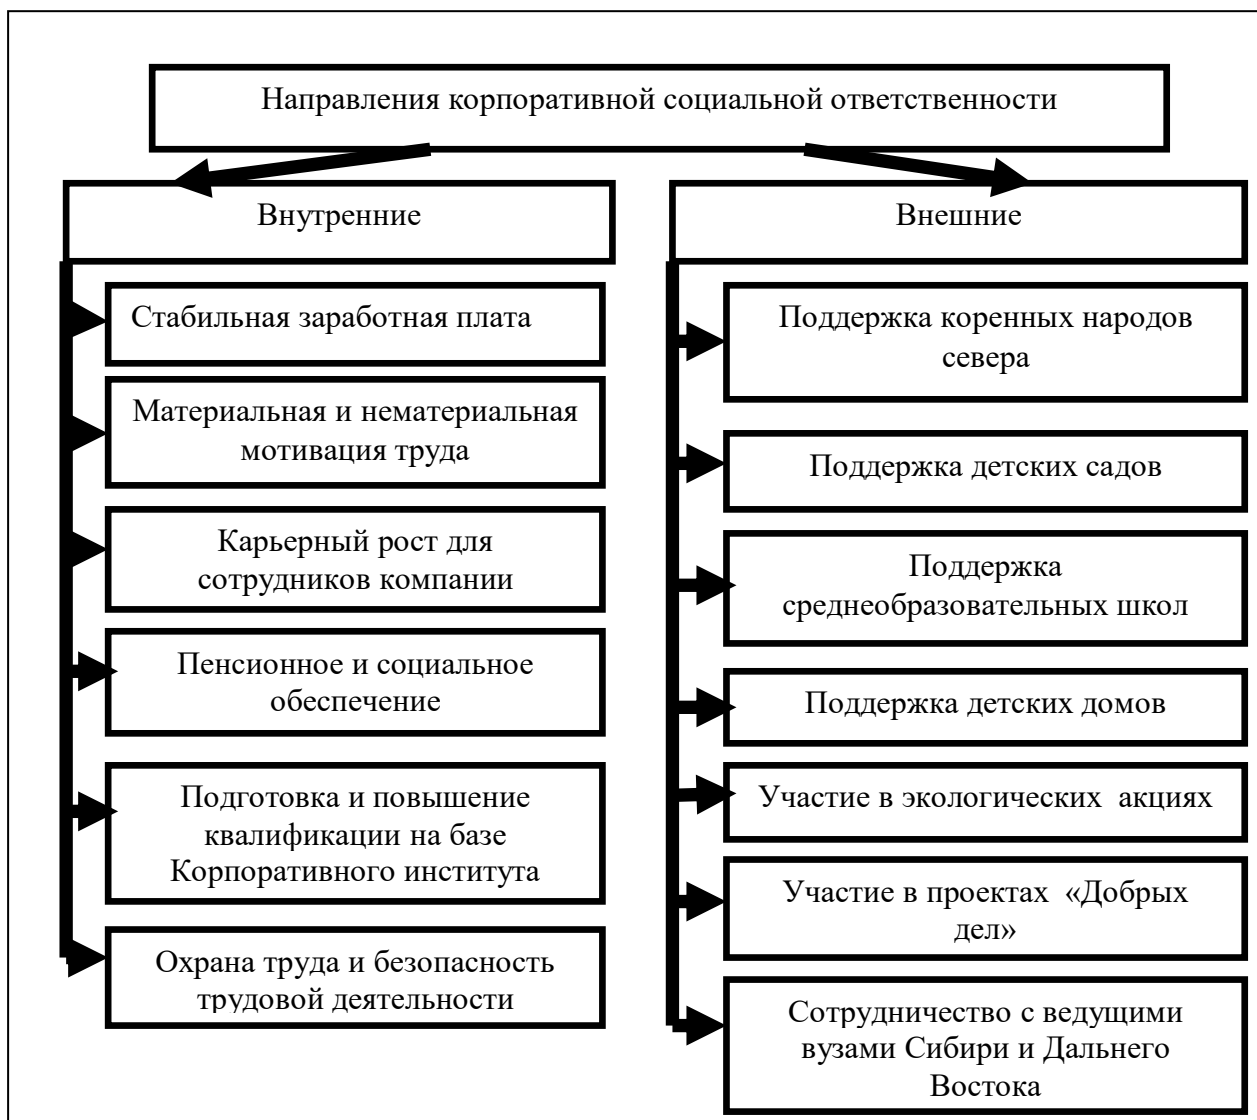 Направления корпоративной социальной ответственности
Внутренние
Стабильная заработная плата
Материальная и нематериальная
мотивация труда
Карьерный рост для
сотрудников компании
Пенсионное и социальное
обеспечение
Подготовка и повышение
квалификации на базе
Корпоративного института
Охрана труда и безопасность
трудовой деятельности
Внешние
Поддержка коренных народов
севера
Поддержка детских садов
Поддержка
среднеобразовательных школ
Поддержка детских домов
Участие в экологических  акциях
Участие в проектах  «Добрых
дел»
Сотрудничество с ведущими
вузами Сибири и Дальнего
Востока